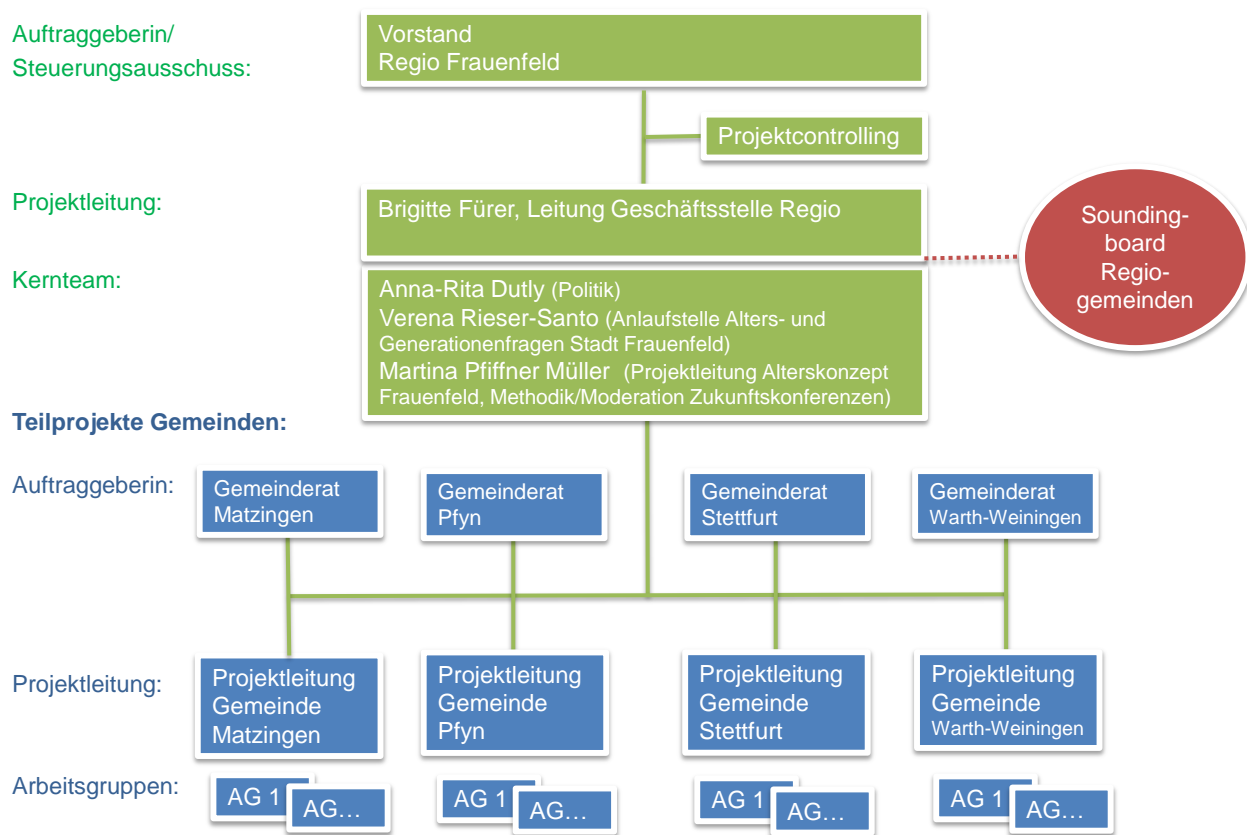 Auftraggeberin/
Steuerungsausschuss:
Vorstand
Regio Frauenfeld
Projektcontrolling
Projektleitung:
Brigitte Fürer, Leitung Geschäftsstelle Regio
Sounding-
board
Regio-
gemeinden
Kernteam:
Anna-Rita Dutly (Politik)
Verena Rieser-Santo (Anlaufstelle Alters- und
Generationenfragen Stadt Frauenfeld)
Martina Pfiffner Müller (Projektleitung Alterskonzept
Frauenfeld, Methodik/Moderation Zukunftskonferenzen)
Teilprojekte Gemeinden:
Auftraggeberin:
Gemeinderat
Matzingen
Gemeinderat
Pfyn
Gemeinderat
Stettfurt
Gemeinderat
Warth-Weiningen
Projektleitung:
Projektleitung
Gemeinde
Matzingen
Projektleitung
Gemeinde
Pfyn
Projektleitung
Gemeinde
Stettfurt
Projektleitung
Gemeinde
Warth-Weiningen
Arbeitsgruppen:
AG 1
AG…
AG 1
AG…
AG 1
AG…
AG 1
AG…